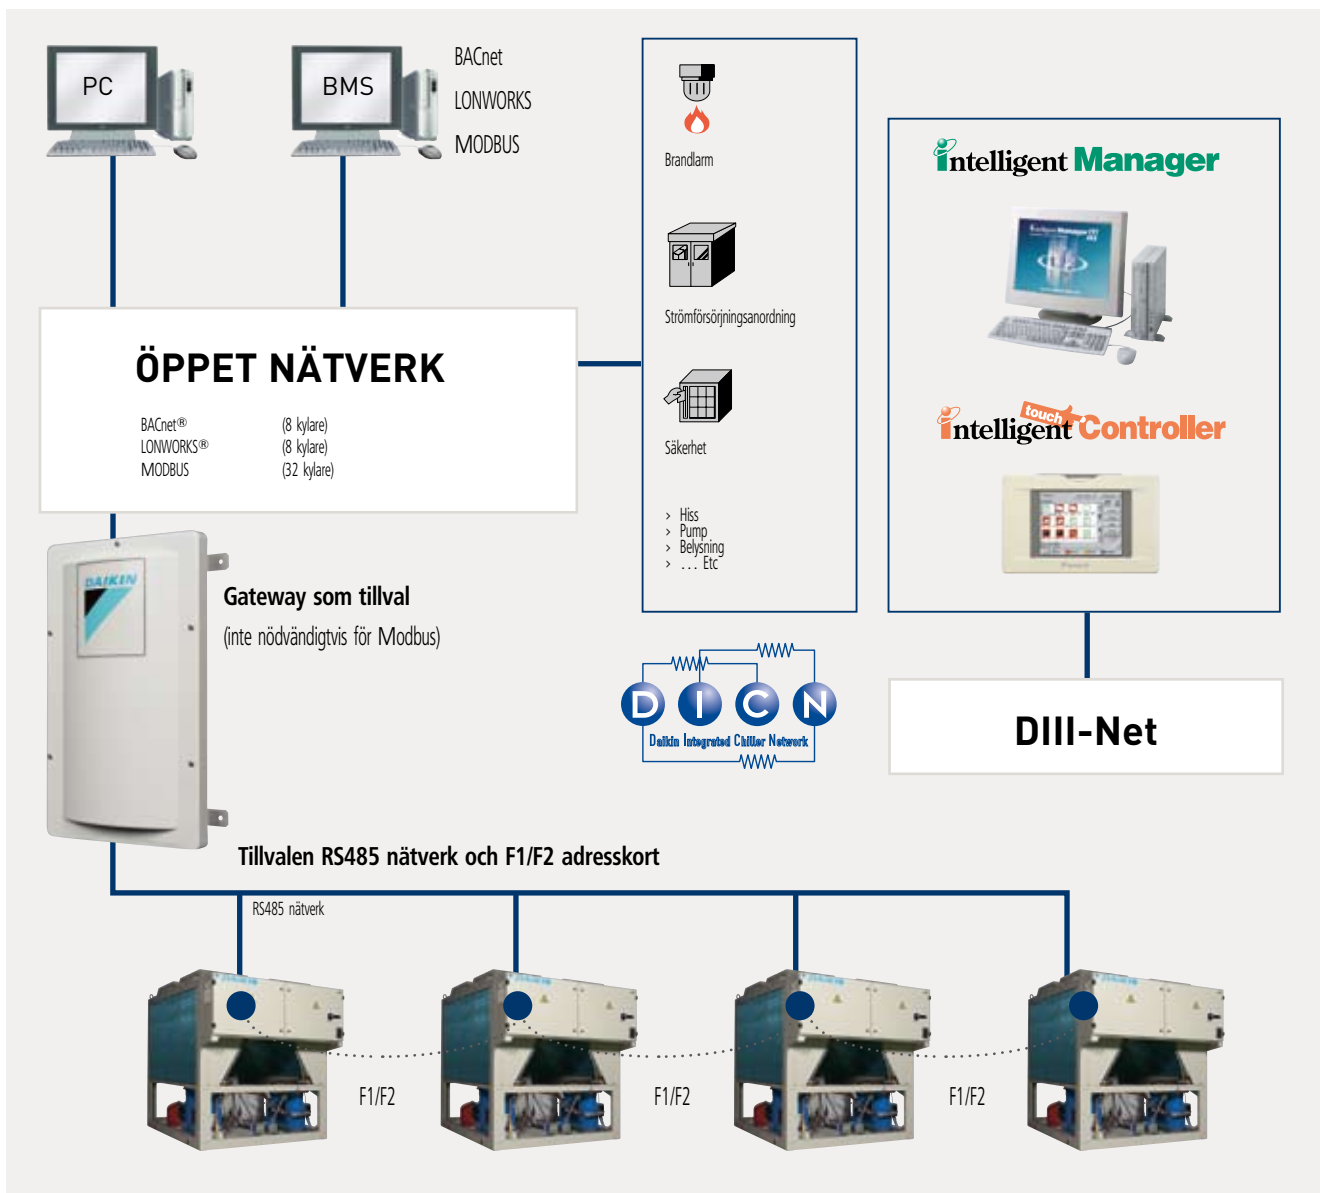 PC
BMS
BACnet
LONWORKS
MODBUS
Brandlarm
Strömförsörjningsanordning
Säkerhet
> Hiss
> Pump
> Belysning
> ... Etc
intelligent Manager
intelligent touch Controller
ÖPPET NÄTVERK
BACnet® (8 kylare)
LONWORKS® (8 kylare)
MODBUS (32 kylare)
DAIKIN
Gateway som tillval
(inte nödvändigtvis för Modbus)
D I C N
Daikin Integrated Chiller Network
DIII-Net
Tillvalen RS485 nätverk och F1/F2 adresskort
RS485 nätverk
F1/F2
F1/F2
F1/F2